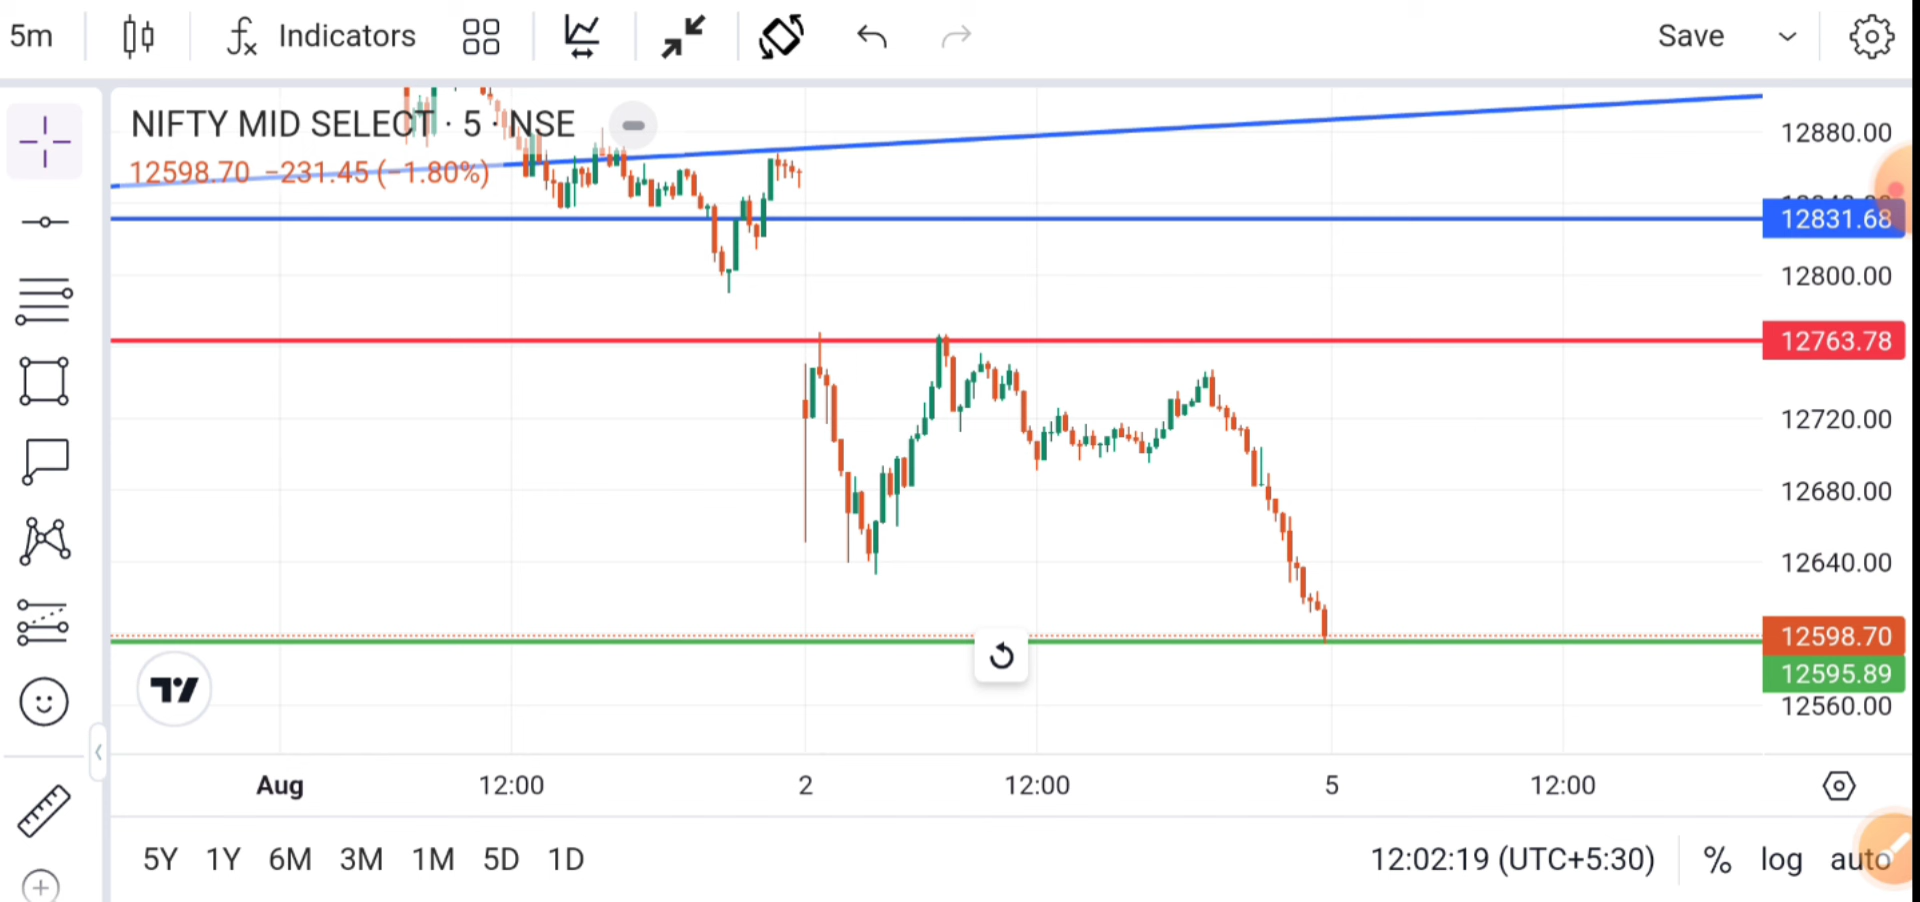 5m Indicators Save
NIFTY MID SELECT · 5 · NSE
12598.70 −231.45 (−1.80%)
12880.00
12831.68
12800.00
12763.78
12720.00
12680.00
12640.00
12598.70
12595.89
12560.00
Aug 12:00 2 12:00 5 12:00
5Y 1Y 6M 3M 1M 5D 1D 12:02:19 (UTC+5:30) % log auto